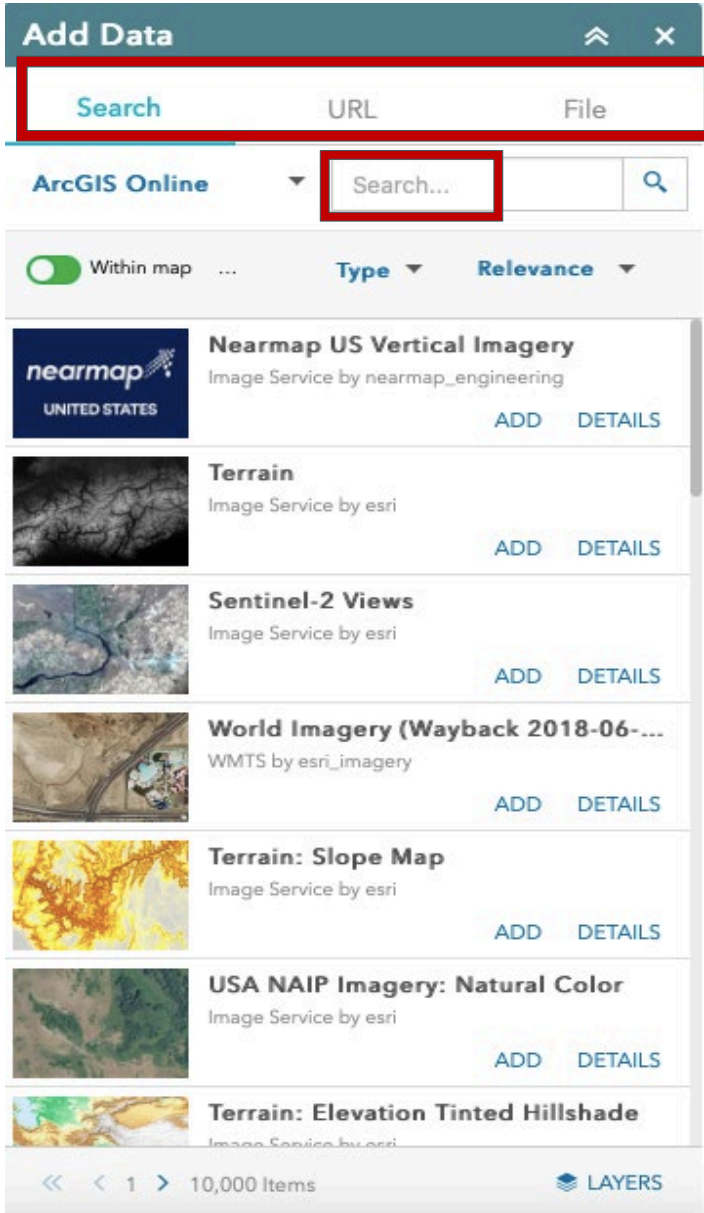 Add Data
Search URL File
ArcGIS Online Search...
Within map ... Type Relevance
nearmap
UNITED STATES
Nearmap US Vertical Imagery
Image Service by nearmap_engineering
ADD DETAILS
Terrain
Image Service by esri
ADD DETAILS
Sentinel-2 Views
Image Service by esri
ADD DETAILS
World Imagery (Wayback 2018-06-...
WMTS by esri_imagery
ADD DETAILS
Terrain: Slope Map
Image Service by esri
ADD DETAILS
USA NAIP Imagery: Natural Color
Image Service by esri
ADD DETAILS
Terrain: Elevation Tinted Hillshade
Image Service by esri
1 10,000 Items LAYERS